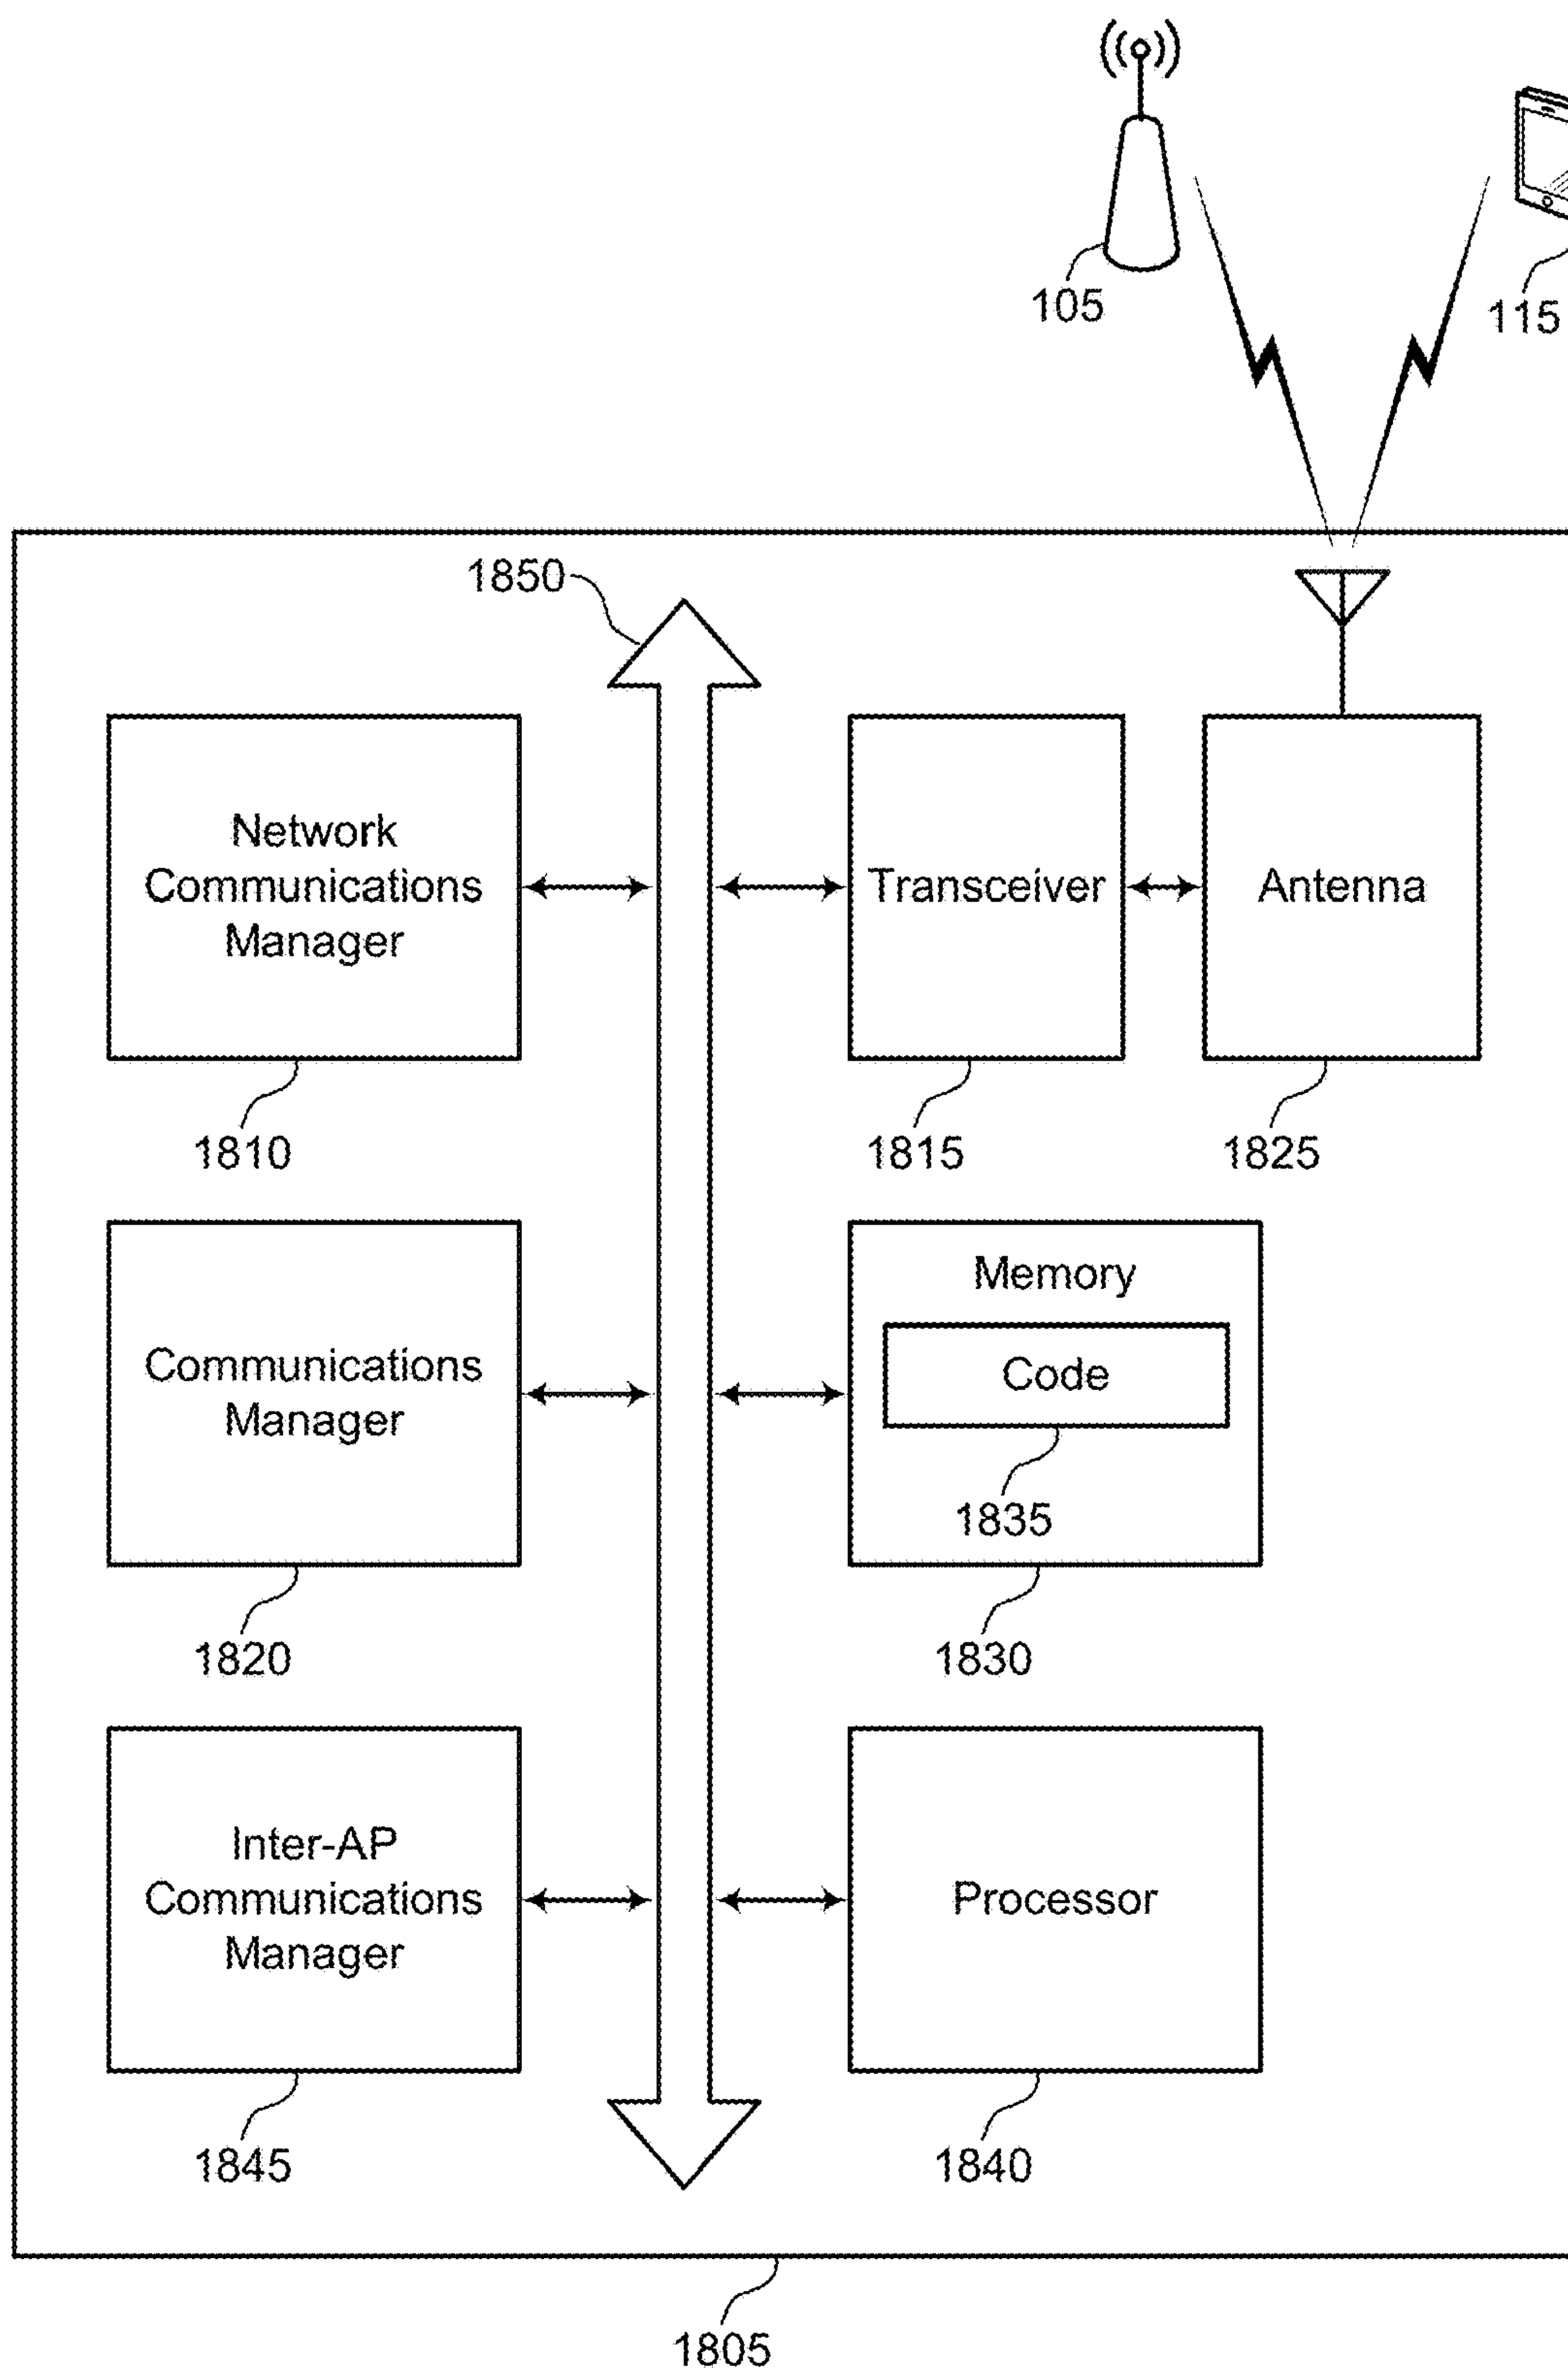 105
115
1850
Network
Communications
Manager
Transceiver
Antenna
1810
1815
1825
Communications
Manager
Memory
Code
1835
1820
1830
Inter-AP
Communications
Manager
Processor
1845
1840
1805